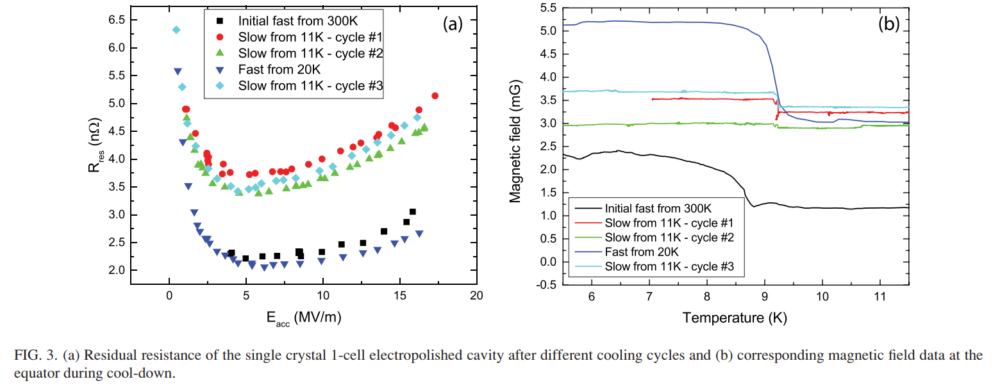 (a)
Initial fast from 300K
Slow from 11K - cycle #1
Slow from 11K - cycle #2
Fast from 20K
Slow from 11K - cycle #3
6.5
6.0
5.5
5.0
4.5
4.0
3.5
3.0
2.5
2.0
R_res (nΩ)
0 5 10 15 20
E_acc (MV/m)
(b)
5.5
5.0
4.5
4.0
3.5
3.0
2.5
2.0
1.5
1.0
0.5
0.0
-0.5
Magnetic field (mG)
Initial fast from 300K
Slow from 11K - cycle #1
Slow from 11K - cycle #2
Fast from 20K
Slow from 11K - cycle #3
6 7 8 9 10 11
Temperature (K)
FIG. 3. (a) Residual resistance of the single crystal 1-cell electropolished cavity after different cooling cycles and (b) corresponding magnetic field data at the
equator during cool-down.